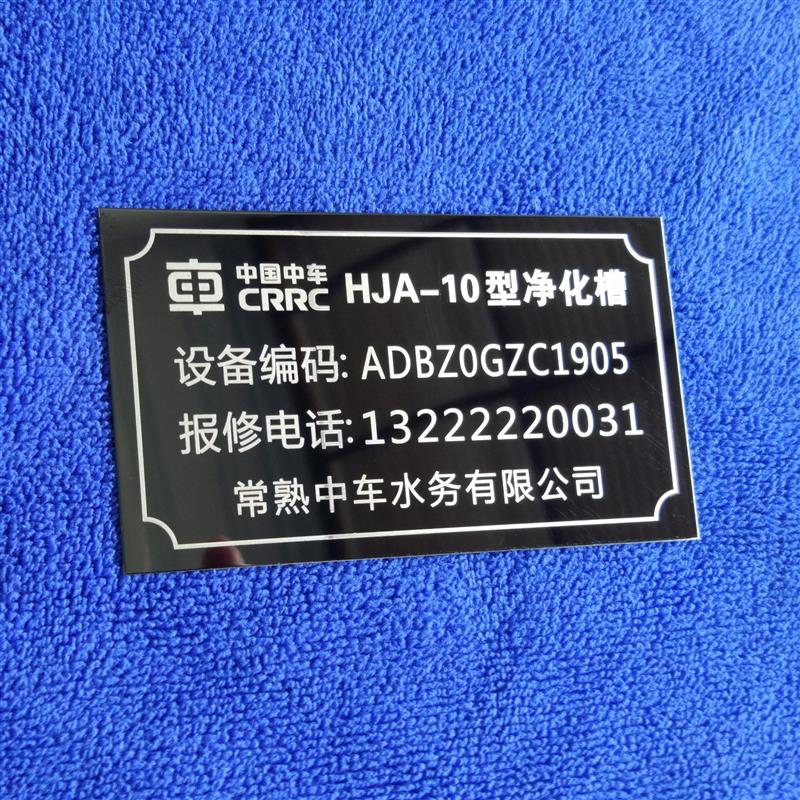 中国中车 CRRC HJA-10型净化槽
设备编码: ADBZ0GZC1905
报修电话: 13222220031
常熟中车水务有限公司